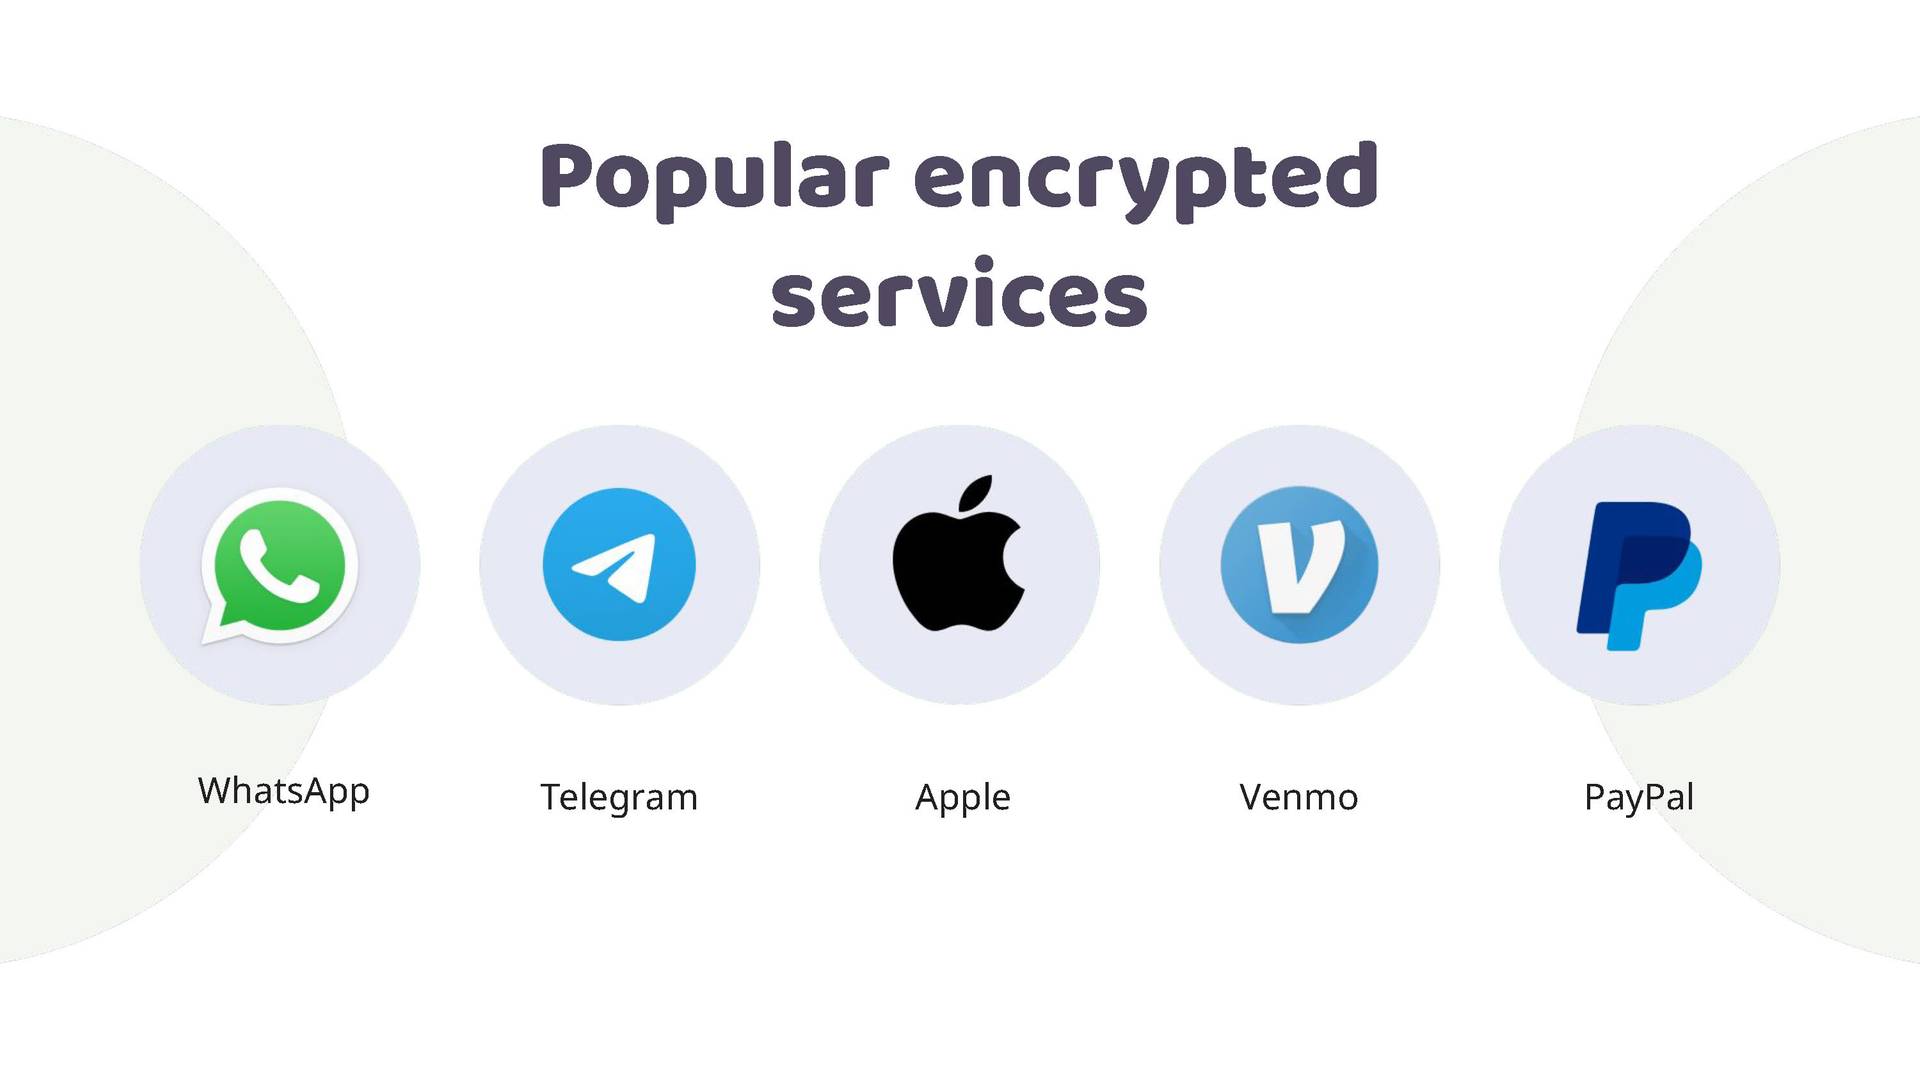 Popular encrypted
services
WhatsApp
Telegram
Apple
Venmo
PayPal